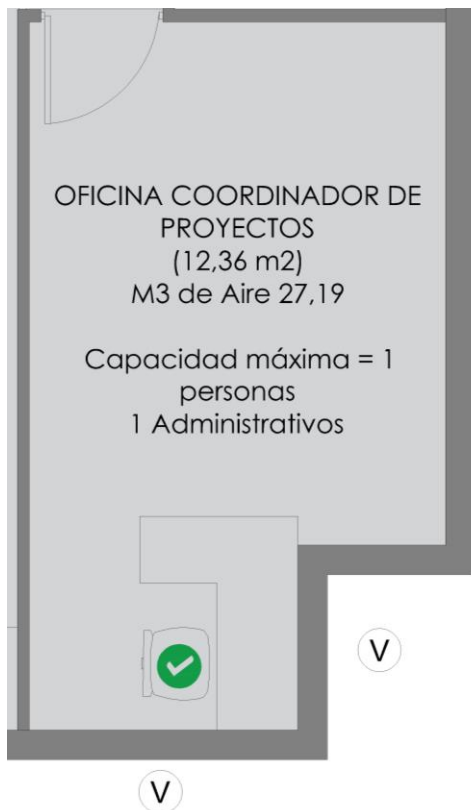 OFICINA COORDINADOR DE
PROYECTOS
(12,36 m2)
M3 de Aire 27,19
Capacidad máxima = 1
personas
1 Administrativos
V
V